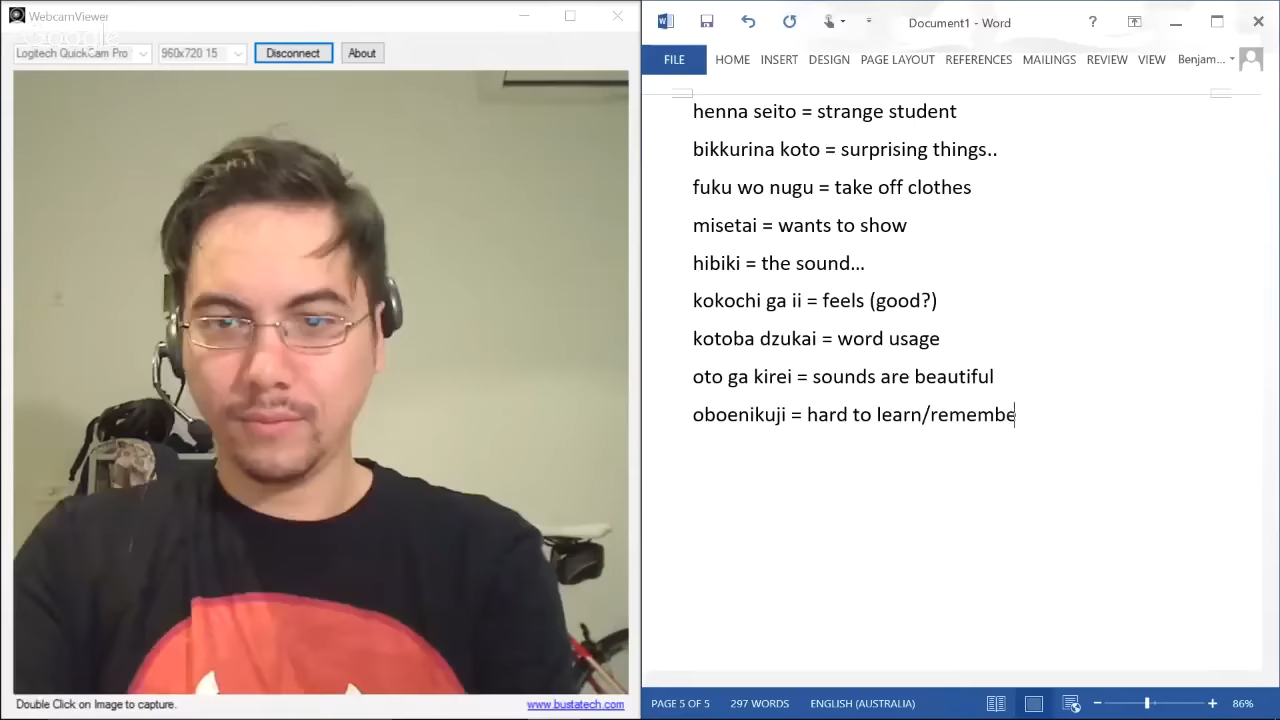 WebcamViewer
Google
Logitech QuickCam Pro
960x720 15
Disconnect
About
Double Click on Image to capture.
www.bustatech.com
Document1 - Word
?
FILE
HOME
INSERT
DESIGN
PAGE LAYOUT
REFERENCES
MAILINGS
REVIEW
VIEW
Benjam...
henna seito = strange student
bikkurina koto = surprising things..
fuku wo nugu = take off clothes
misetai = wants to show
hibiki = the sound…
kokochi ga ii = feels (good?)
kotoba dzukai = word usage
oto ga kirei = sounds are beautiful
oboenikuji = hard to learn/remembe
PAGE 5 OF 5
297 WORDS
ENGLISH (AUSTRALIA)
86%